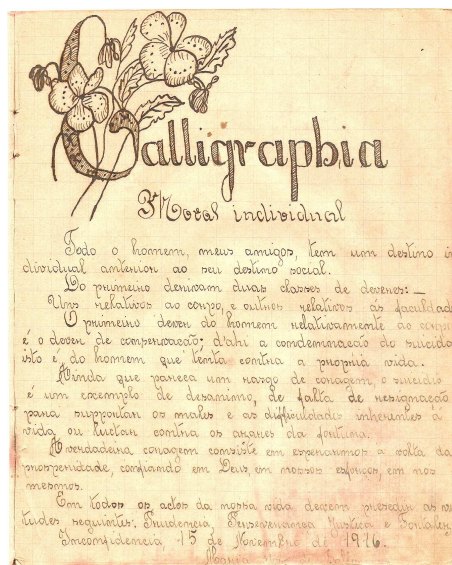 Calligraphia
Moral individual
Todo o homem, meus amigos, tem um destino in
dividual anterior ao seu destino social.
Do primeiro derivam duas classes de deveres: —
Uns relativos ao corpo, e outros relativos ás faculdad
O primeiro dever do homem relativamente ao corpo
é o dever de conservação; d'ahi a condemnação do suicida
isto é, do homem que tenta contra a propria vida.
Ainda que pareça um rasgo de coragem, o suicidio
é um exemplo de desanimo, de falta de resignação
para supportar os males e as difficuldades inherentes á
vida ou luctar contra os azares da fortuna.
A verdadeira coragem consiste em esperarmos a volta da
prosperidade, confiando em Deus, em nossos esforços, em nós
mesmos.
Em todos os actos da nossa vida devem presedir as vir
tudes seguintes: Prudencia, Perseverança Justiça e Fortalez
Inconfidencia, 15 de Novembro de 1916.